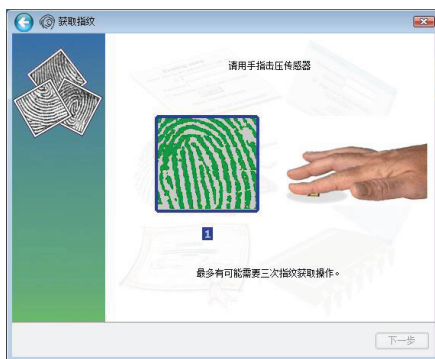 获取指纹
请用手指击压传感器
1
最多有可能需要三次指纹获取操作。
下一步